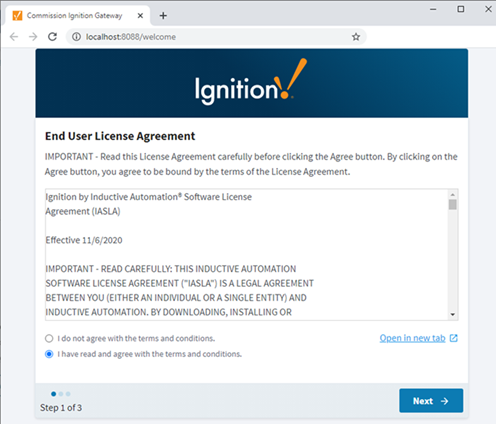 Commission Ignition Gateway
localhost:8088/welcome
Ignition!
End User License Agreement
IMPORTANT - Read this License Agreement carefully before clicking the Agree button. By clicking on the
Agree button, you agree to be bound by the terms of the License Agreement.
Ignition by Inductive Automation® Software License
Agreement (IASLA)
Effective 11/6/2020
IMPORTANT - READ CAREFULLY: THIS INDUCTIVE AUTOMATION
SOFTWARE LICENSE AGREEMENT ("IASLA") IS A LEGAL AGREEMENT
BETWEEN YOU (EITHER AN INDIVIDUAL OR A SINGLE ENTITY) AND
INDUCTIVE AUTOMATION. BY DOWNLOADING, INSTALLING OR
I do not agree with the terms and conditions.
Open in new tab
I have read and agree with the terms and conditions.
Step 1 of 3
Next